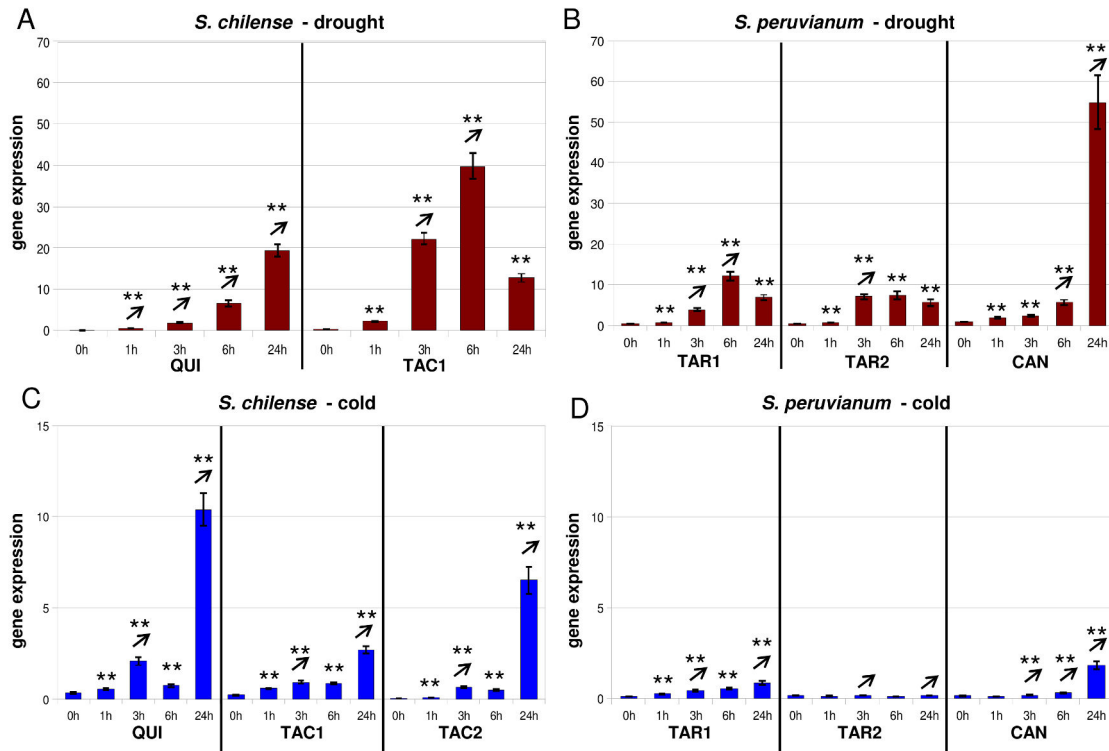 A
S. chilense - drought
gene expression
70
60
50
40
30
20
10
0
** ** ** ** ** ** ** **
0h 1h 3h 6h 24h 0h 1h 3h 6h 24h
QUI TAC1
B
S. peruvianum - drought
gene expression
70
60
50
40
30
20
10
0
** ** ** ** ** ** ** ** ** ** ** **
0h 1h 3h 6h 24h 0h 1h 3h 6h 24h 0h 1h 3h 6h 24h
TAR1 TAR2 CAN
C
S. chilense - cold
gene expression
15
10
5
0
** ** ** ** ** ** ** ** ** ** ** **
0h 1h 3h 6h 24h 0h 1h 3h 6h 24h 0h 1h 3h 6h 24h
QUI TAC1 TAC2
D
S. peruvianum - cold
gene expression
15
10
5
0
** ** ** ** ** ** **
0h 1h 3h 6h 24h 0h 1h 3h 6h 24h 0h 1h 3h 6h 24h
TAR1 TAR2 CAN